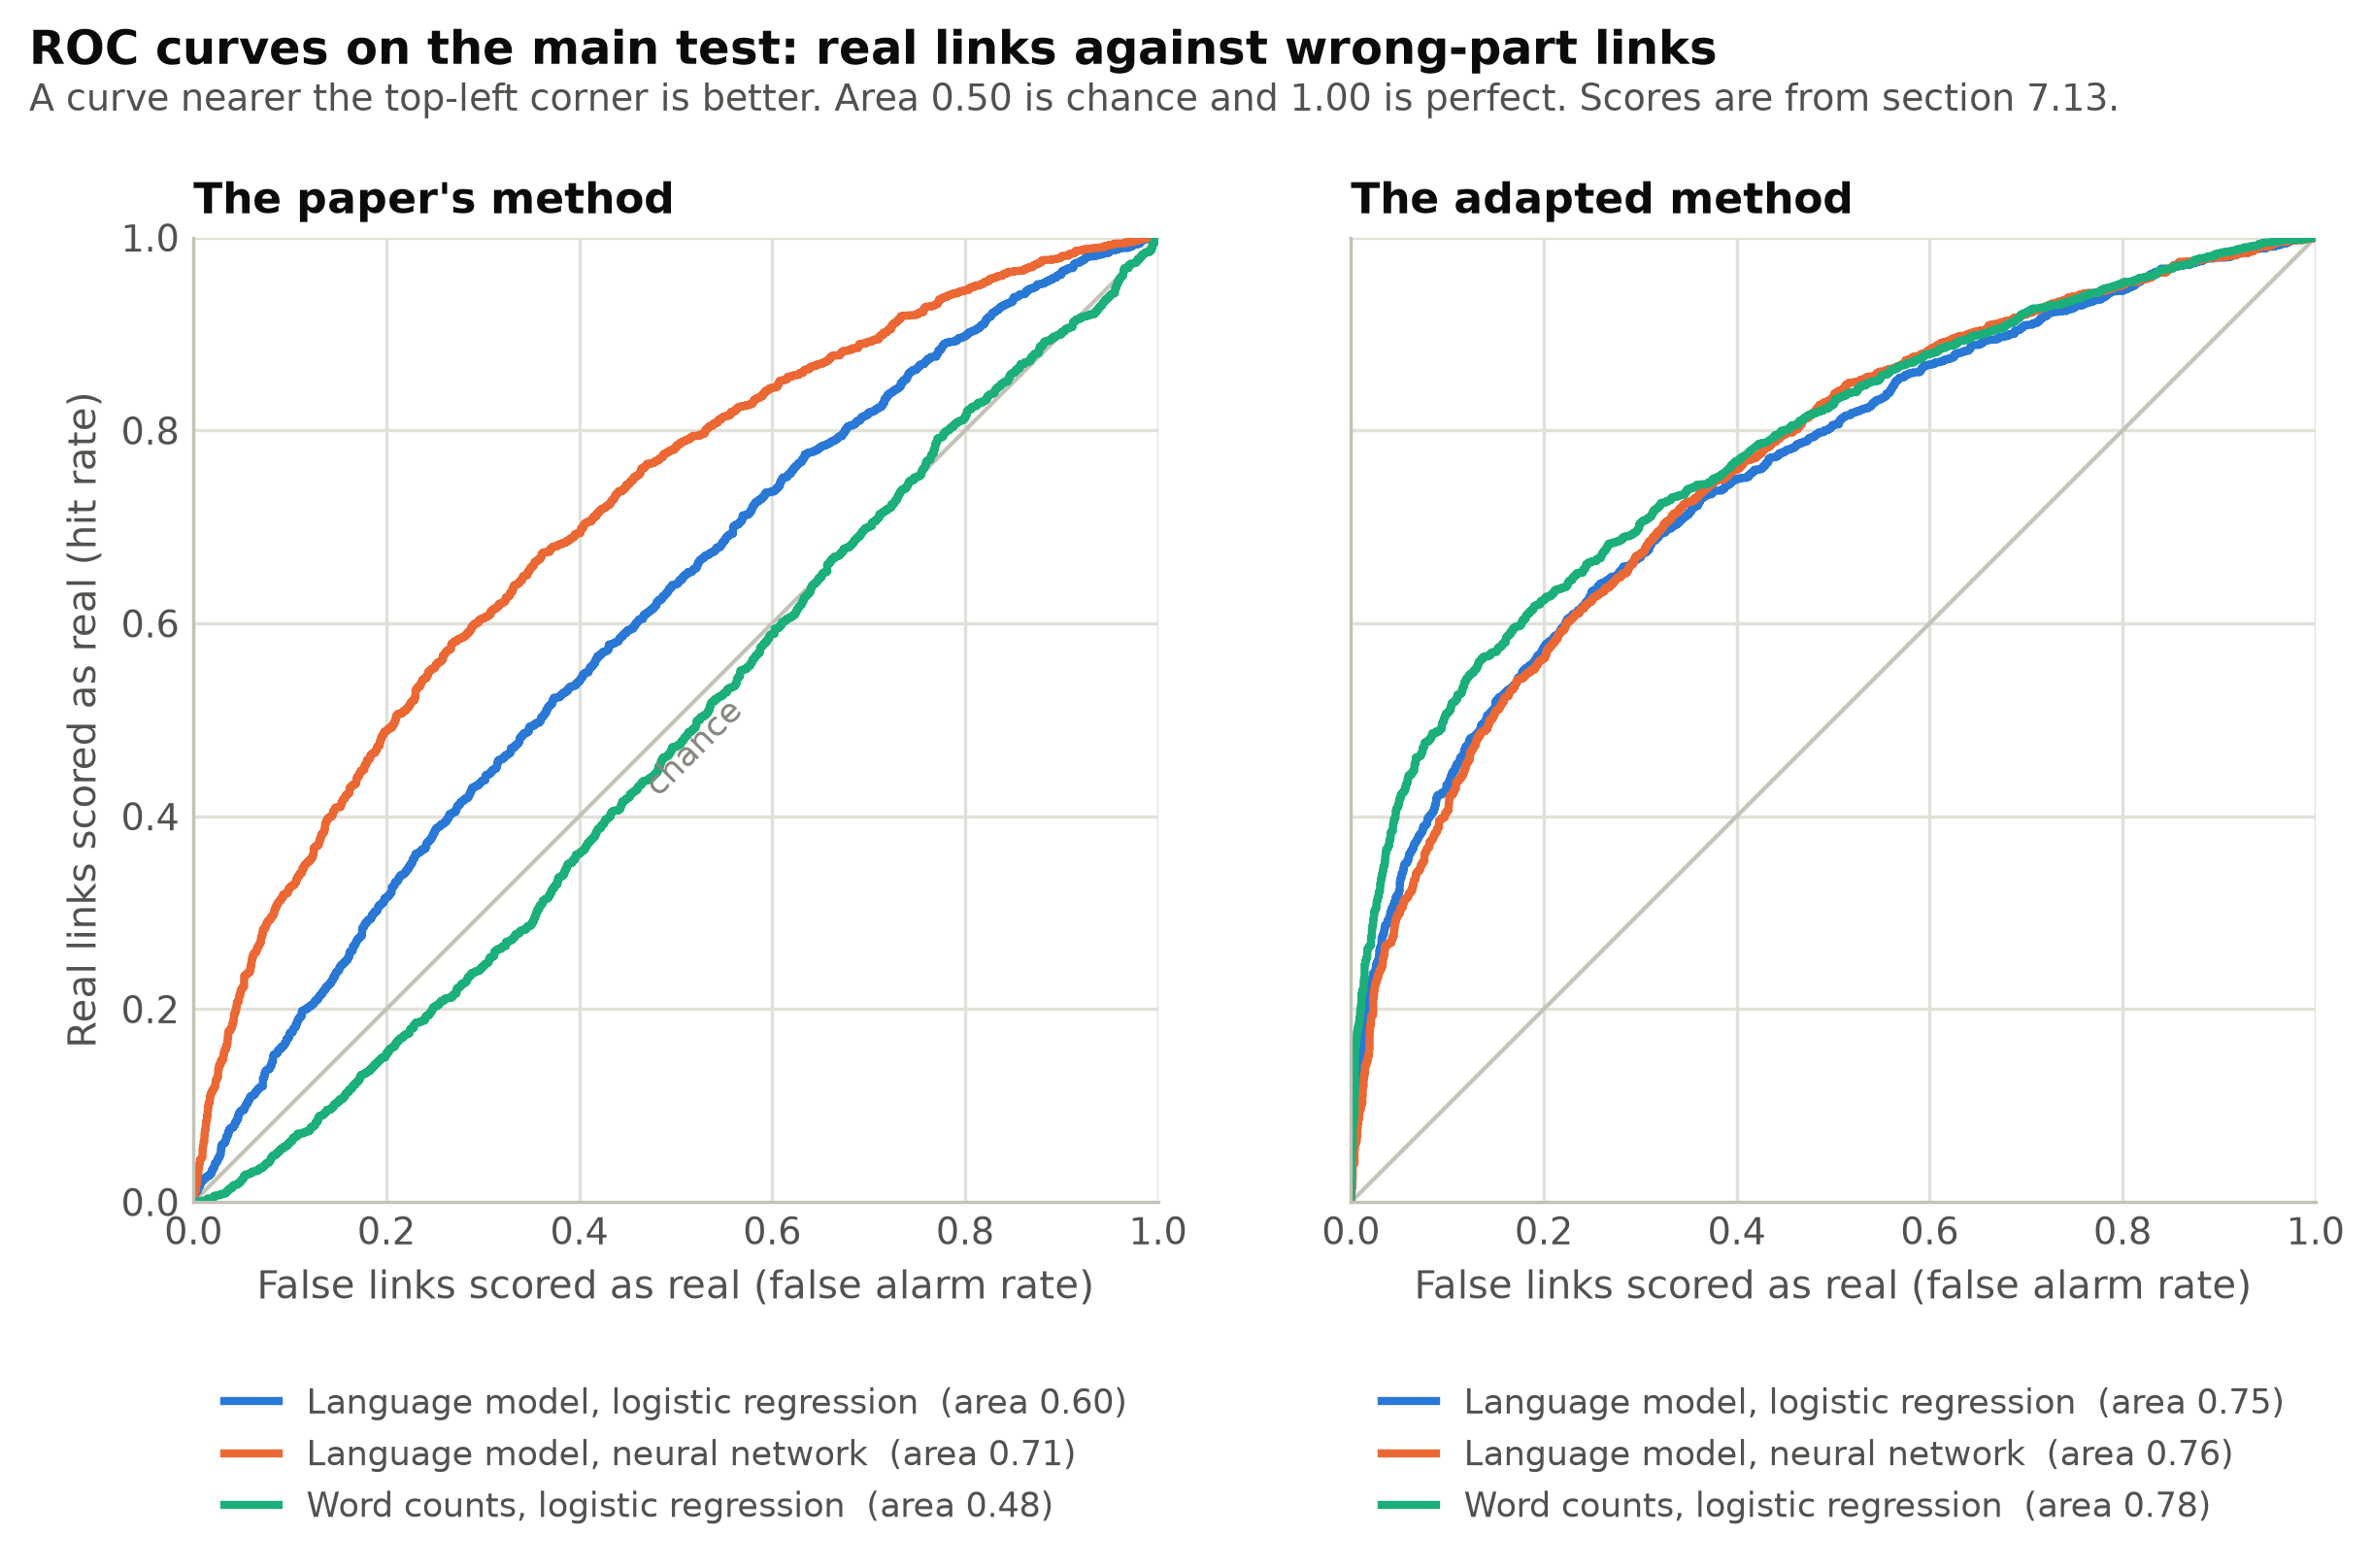 ROC curves on the main test: real links against wrong-part links
A curve nearer the top-left corner is better. Area 0.50 is chance and 1.00 is perfect. Scores are from section 7.13.
The paper's method
Real links scored as real (hit rate)
1.0
0.8
0.6
0.4
0.2
0.0
chance
0.0 0.2 0.4 0.6 0.8 1.0
False links scored as real (false alarm rate)
Language model, logistic regression (area 0.60)
Language model, neural network (area 0.71)
Word counts, logistic regression (area 0.48)
The adapted method
0.0 0.2 0.4 0.6 0.8 1.0
False links scored as real (false alarm rate)
Language model, logistic regression (area 0.75)
Language model, neural network (area 0.76)
Word counts, logistic regression (area 0.78)